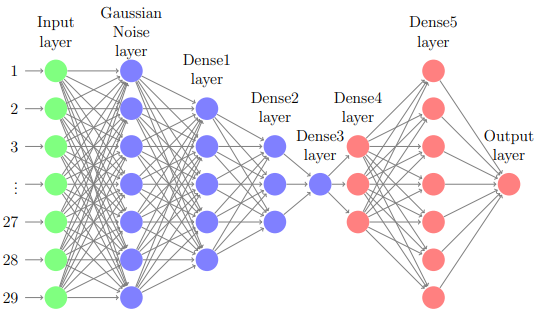 Input
layer
Gaussian
Noise
layer
Dense1
layer
Dense2
layer
Dense3
layer
Dense4
layer
Dense5
layer
Output
layer
1
2
3
⋮
27
28
29